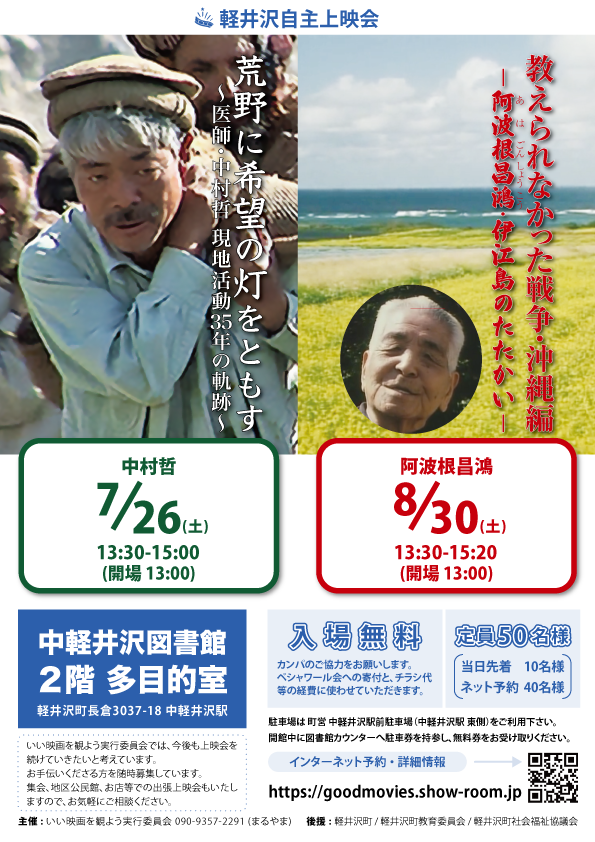 軽井沢自主上映会
荒野に希望の灯をともす
～医師・中村哲 現地活動35年の軌跡～
教えられなかった戦争・沖縄編
―阿波根昌鴻・伊江島のたたかい―
あ は ごんしょうこう
中村哲
7/26(土)
13:30-15:00
(開場 13:00)
阿波根昌鴻
8/30(土)
13:30-15:20
(開場 13:00)
中軽井沢図書館
2階 多目的室
軽井沢町長倉3037-18 中軽井沢駅
入場無料
カンパのご協力をお願いします。
ペシャワール会への寄付と、チラシ代
等の経費に使わせていただきます。
定員50名様
当日先着 10名様
ネット予約 40名様
駐車場は 町営 中軽井沢駅前駐車場（中軽井沢駅 東側）をご利用下さい。
開館中に図書館カウンターへ駐車券を持参し、無料券をお受け取りください。
いい映画を観よう実行委員会では、今後も上映会を
続けていきたいと考えています。
お手伝いくださる方を随時募集しています。
集会、地区公民館、お店等での出張上映会もいたし
ますので、お気軽にご相談ください。
インターネット予約・詳細情報
https://goodmovies.show-room.jp
主催：いい映画を観よう実行委員会 090-9357-2291 (まるやま) 後援：軽井沢町 / 軽井沢町教育委員会 / 軽井沢町社会福祉協議会